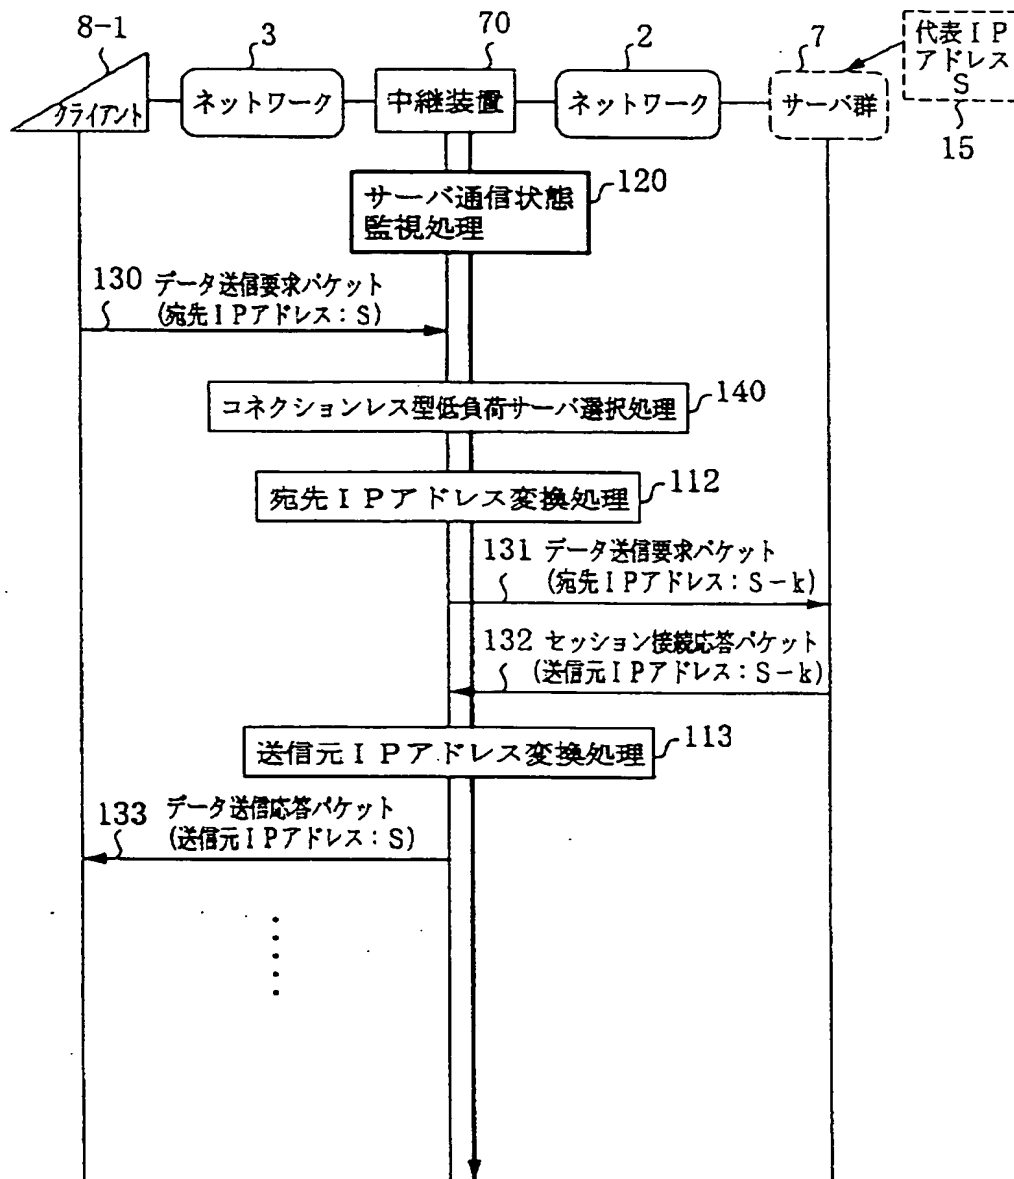 8-1
3
70
2
7
代表IP
アドレス
S
クライアント
ネットワーク
中継装置
ネットワーク
サーバ群
15
サーバ通信状態
監視処理
120
130 データ送信要求パケット
(宛先IPアドレス:S)
コネクションレス型低負荷サーバ選択処理
140
宛先IPアドレス変換処理
112
131 データ送信要求パケット
(宛先IPアドレス:S-k)
132 セッション接続応答パケット
(送信元IPアドレス:S-k)
送信元IPアドレス変換処理
113
133 データ送信応答パケット
(送信元IPアドレス:S)